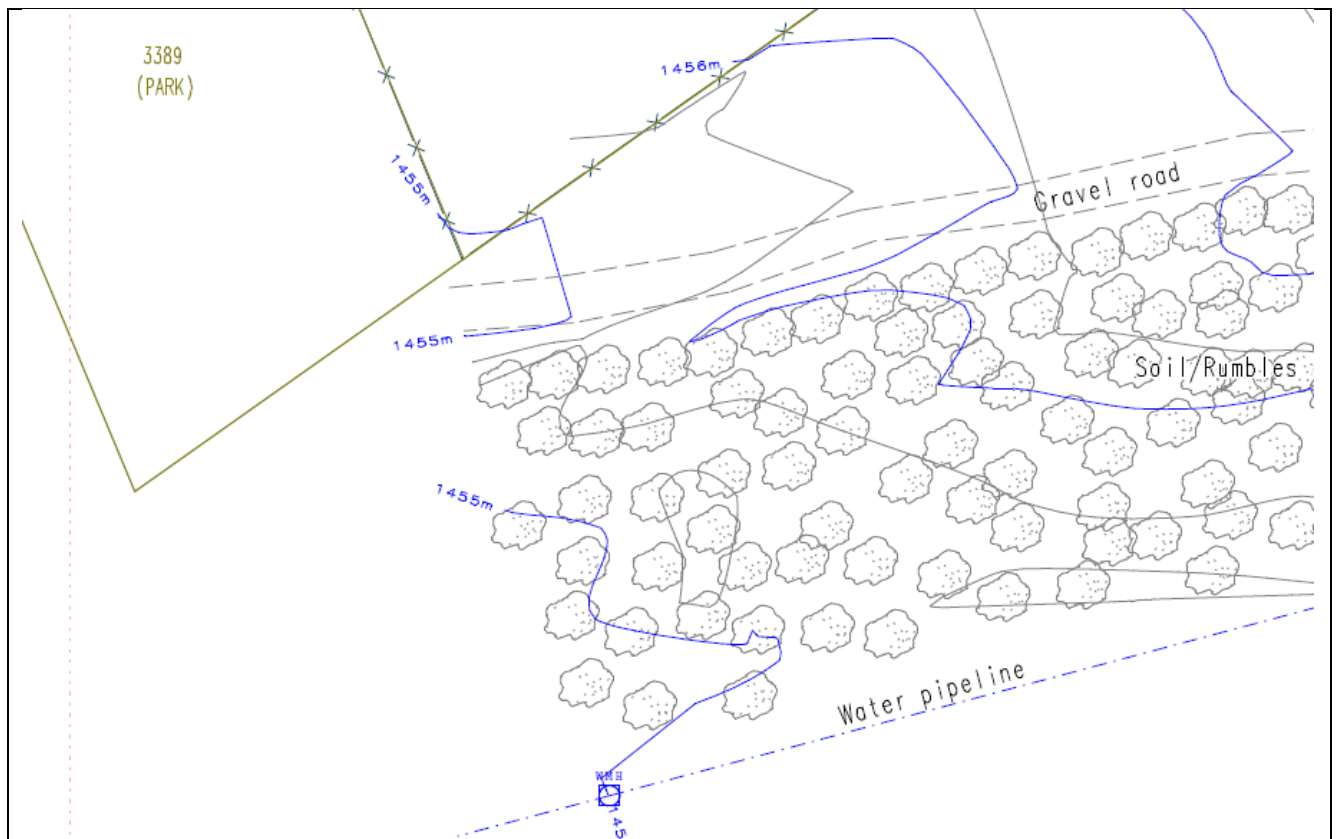 3389
(PARK)
1456m
1455m
Gravel road
1455m
Soil/Rumbles
1455m
Water pipeline
WMH
145